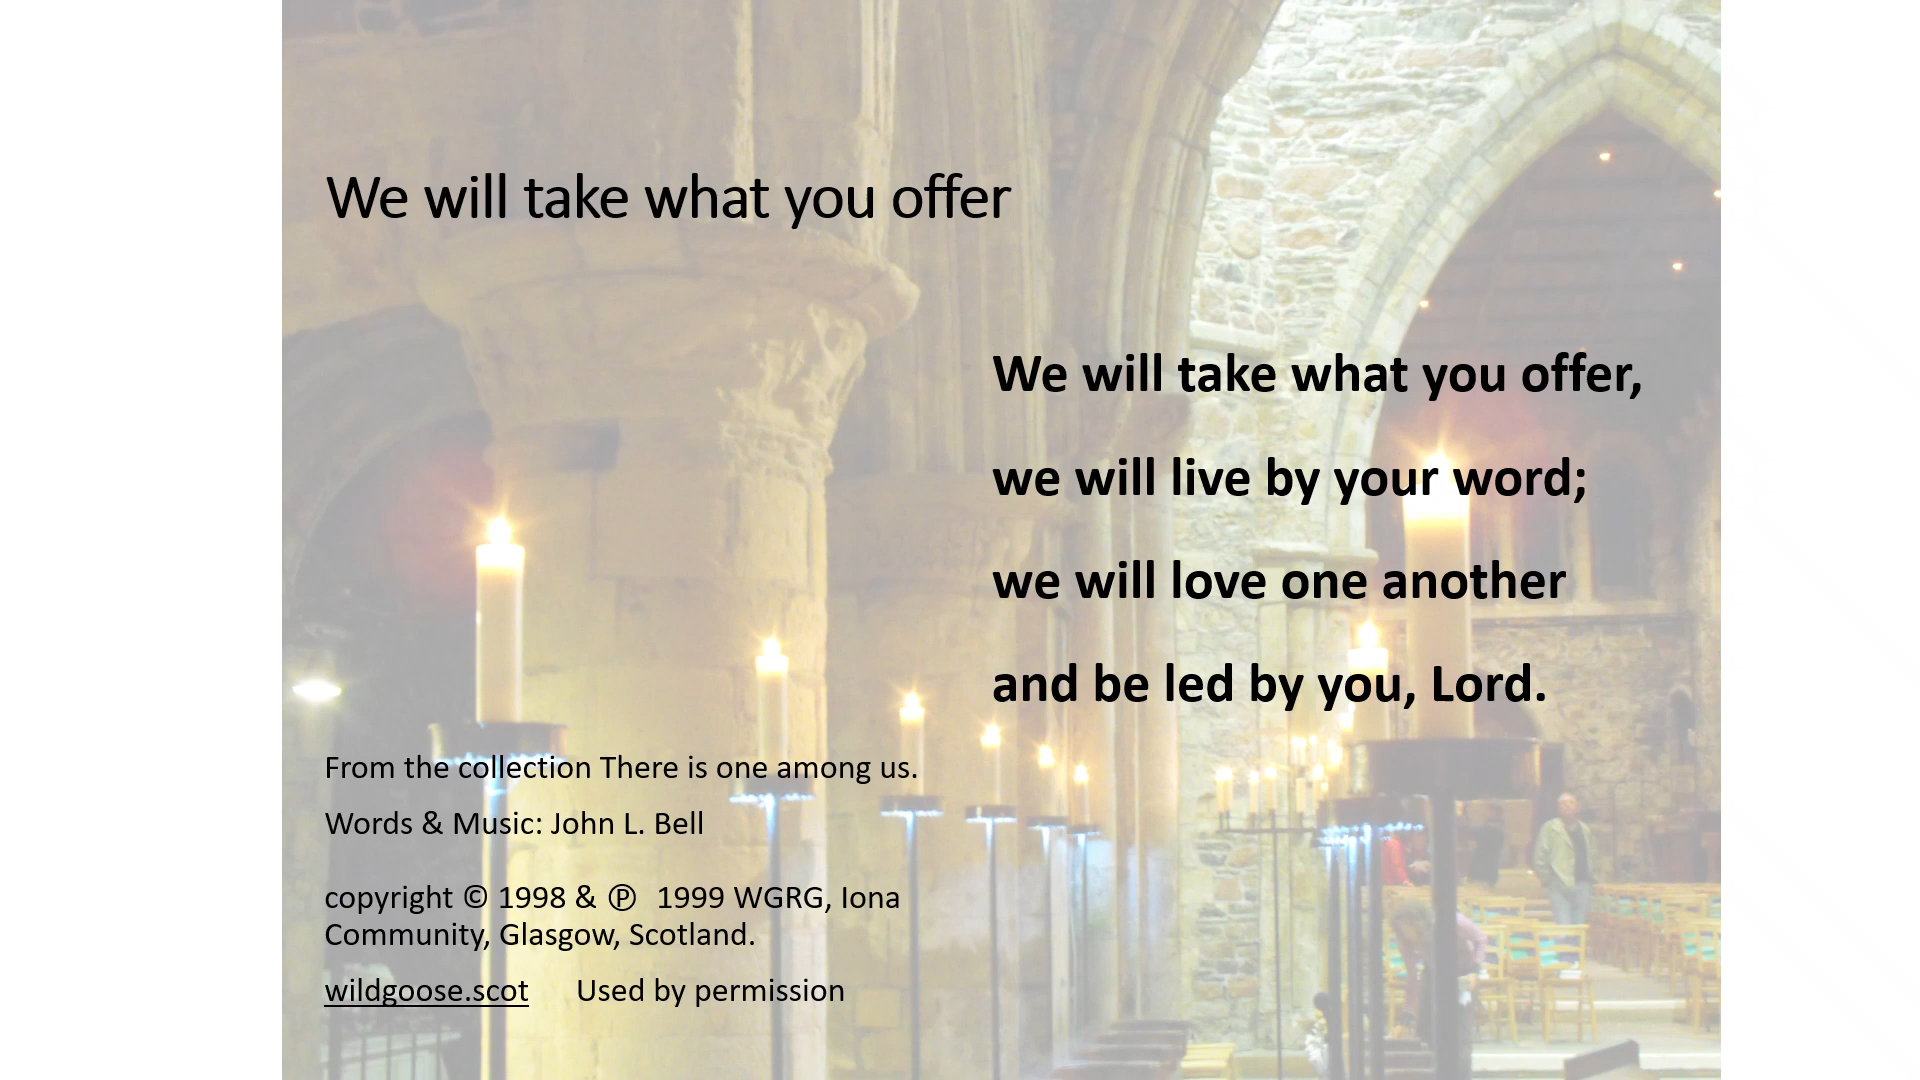 We will take what you offer
We will take what you offer,
we will live by your word;
we will love one another
and be led by you, Lord.
From the collection There is one among us.
Words & Music: John L. Bell
copyright © 1998 & ℗ 1999 WGRG, Iona
Community, Glasgow, Scotland.
wildgoose.scot Used by permission